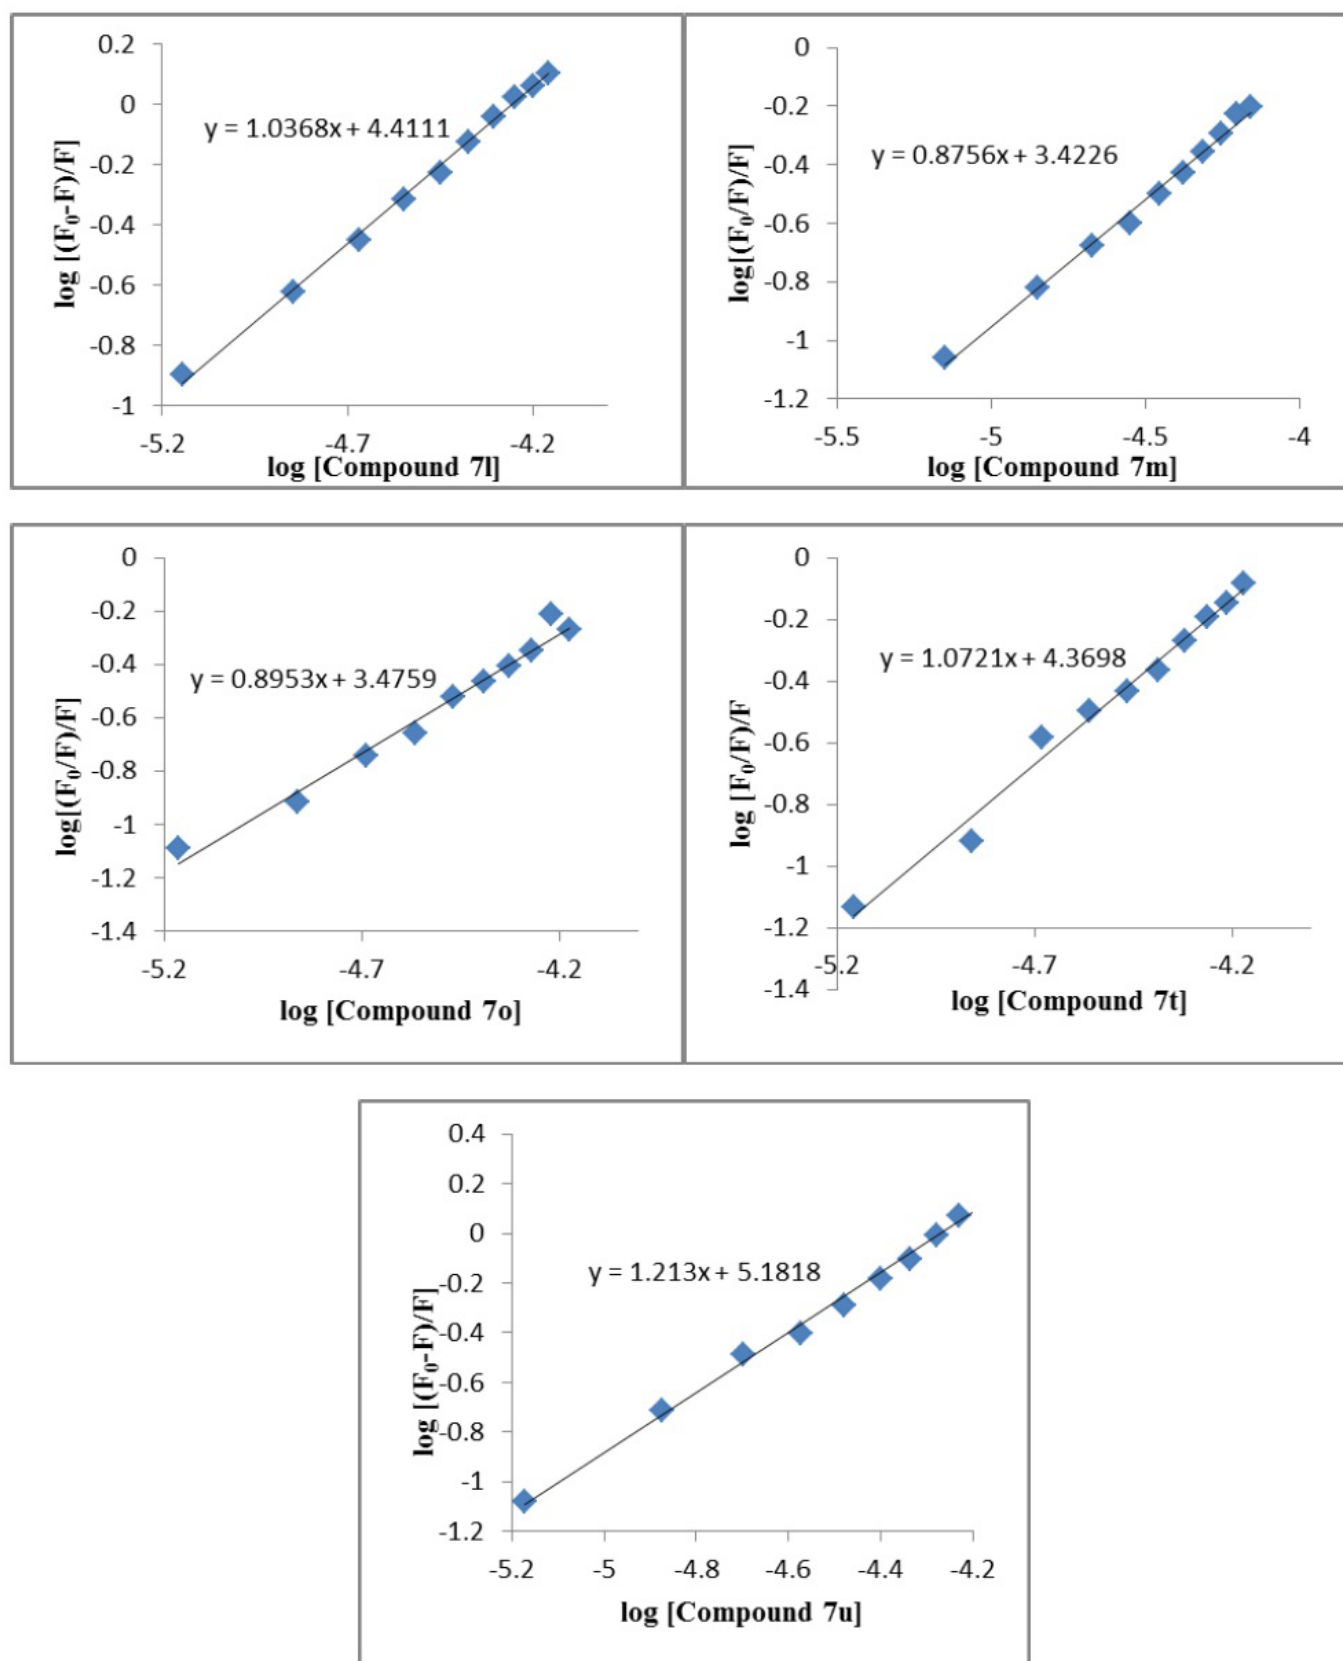 0.2
0
-0.2
-0.4
-0.6
-0.8
-1
y = 1.0368x + 4.4111
log [(F₀-F)/F]
-5.2 -4.7 -4.2
log [Compound 7l]
0
-0.2
-0.4
-0.6
-0.8
-1
-1.2
y = 0.8756x + 3.4226
log[(F₀/F)/F]
-5.5 -5 -4.5 -4
log [Compound 7m]
0
-0.2
-0.4
-0.6
-0.8
-1
-1.2
-1.4
y = 0.8953x + 3.4759
log[(F₀/F)/F]
-5.2 -4.7 -4.2
log [Compound 7o]
0
-0.2
-0.4
-0.6
-0.8
-1
-1.2
-1.4
y = 1.0721x + 4.3698
log [F₀/F)/F
-5.2 -4.7 -4.2
log [Compound 7t]
0.4
0.2
0
-0.2
-0.4
-0.6
-0.8
-1
-1.2
y = 1.213x + 5.1818
log [(F₀-F)/F]
-5.2 -5 -4.8 -4.6 -4.4 -4.2
log [Compound 7u]